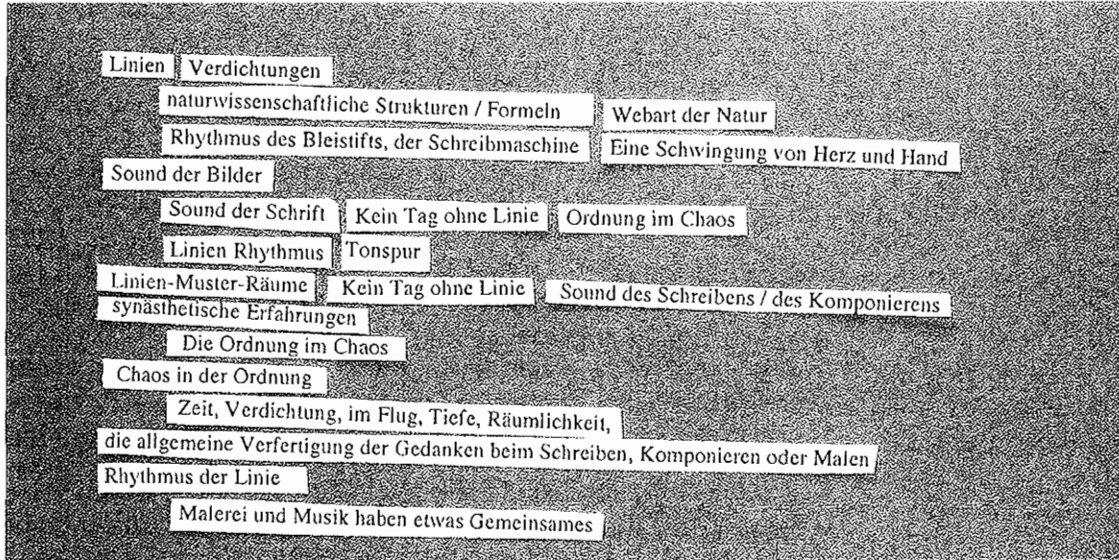 Linien Verdichtungen
naturwissenschaftliche Strukturen / Formeln Webart der Natur
Rhythmus des Bleistifts, der Schreibmaschine Eine Schwingung von Herz und Hand
Sound der Bilder
Sound der Schrift Kein Tag ohne Linie Ordnung im Chaos
Linien Rhythmus Tonspur
Linien-Muster-Räume Kein Tag ohne Linie Sound des Schreibens / des Komponierens
synästhetische Erfahrungen
Die Ordnung im Chaos
Chaos in der Ordnung
Zeit, Verdichtung, im Flug, Tiefe, Räumlichkeit,
die allgemeine Verfertigung der Gedanken beim Schreiben, Komponieren oder Malen
Rhythmus der Linie
Malerei und Musik haben etwas Gemeinsames